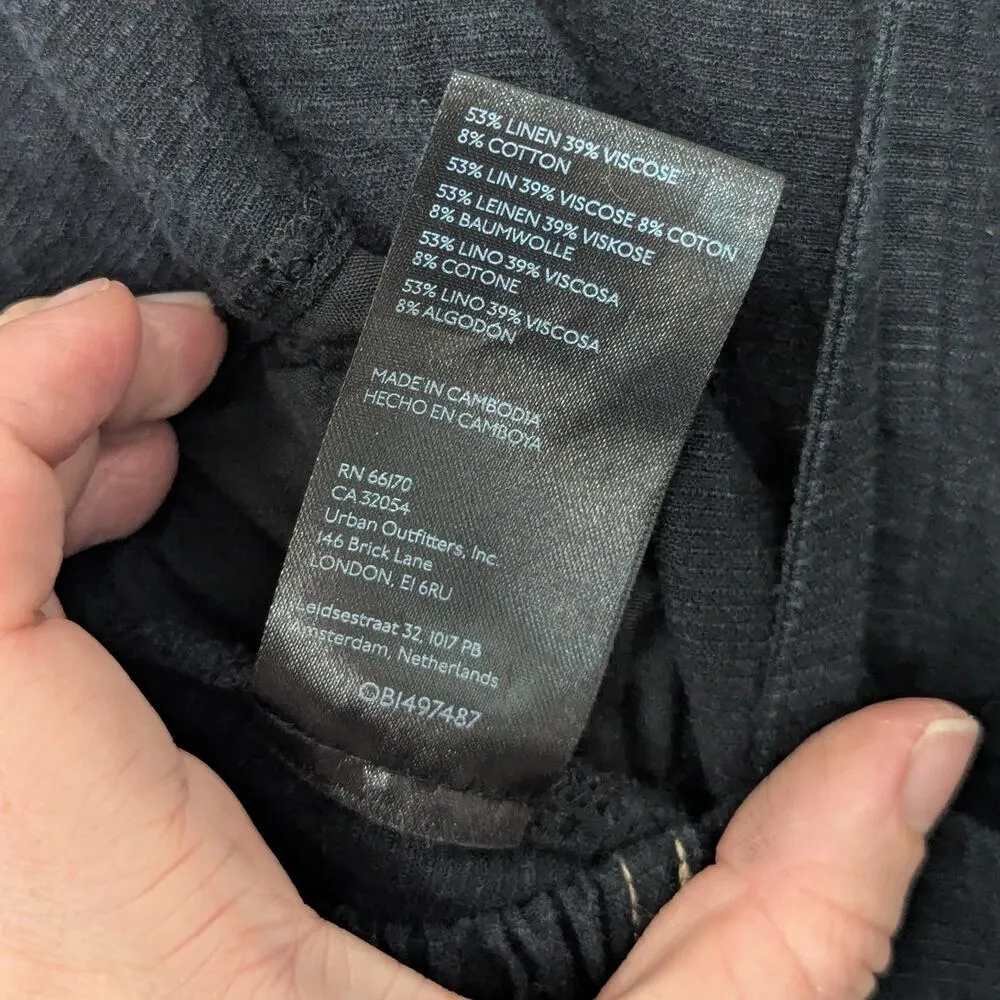 53% LINEN 39% VISCOSE
8% COTTON
53% LIN 39% VISCOSE 8% COTON
53% LEINEN 39% VISKOSE
8% BAUMWOLLE
53% LINO 39% VISCOSA
8% COTONE
53% LINO 39% VISCOSA
8% ALGODÓN
MADE IN CAMBODIA
HECHO EN CAMBOYA
RN 66170
CA 32054
Urban Outfitters, Inc.
146 Brick Lane
LONDON, E1 6RU
Leidsestraat 32, 1017 PB
Amsterdam, Netherlands
BI497487